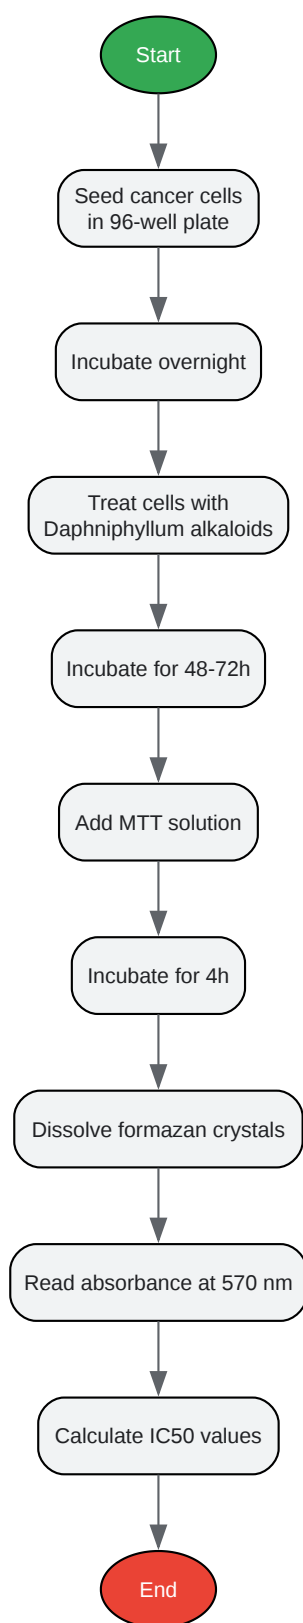 Start
Seed cancer cells
in 96-well plate
Incubate overnight
Treat cells with
Daphniphyllum alkaloids
Incubate for 48-72h
Add MTT solution
Incubate for 4h
Dissolve formazan crystals
Read absorbance at 570 nm
Calculate IC50 values
End